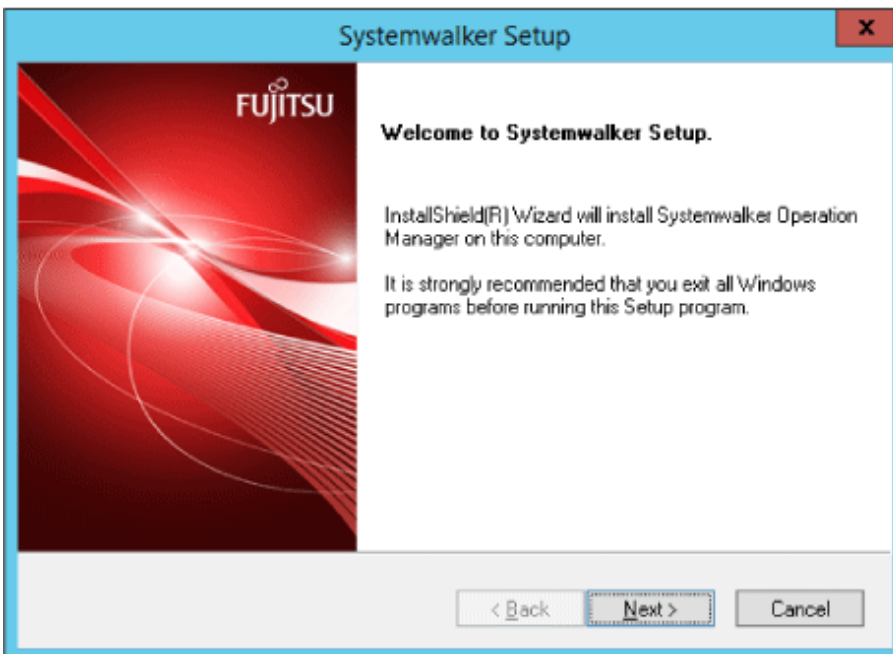 Systemwalker Setup
x
FUJITSU
Welcome to Systemwalker Setup.
InstallShield(R) Wizard will install Systemwalker Operation
Manager on this computer.
It is strongly recommended that you exit all Windows
programs before running this Setup program.
< Back
Next >
Cancel